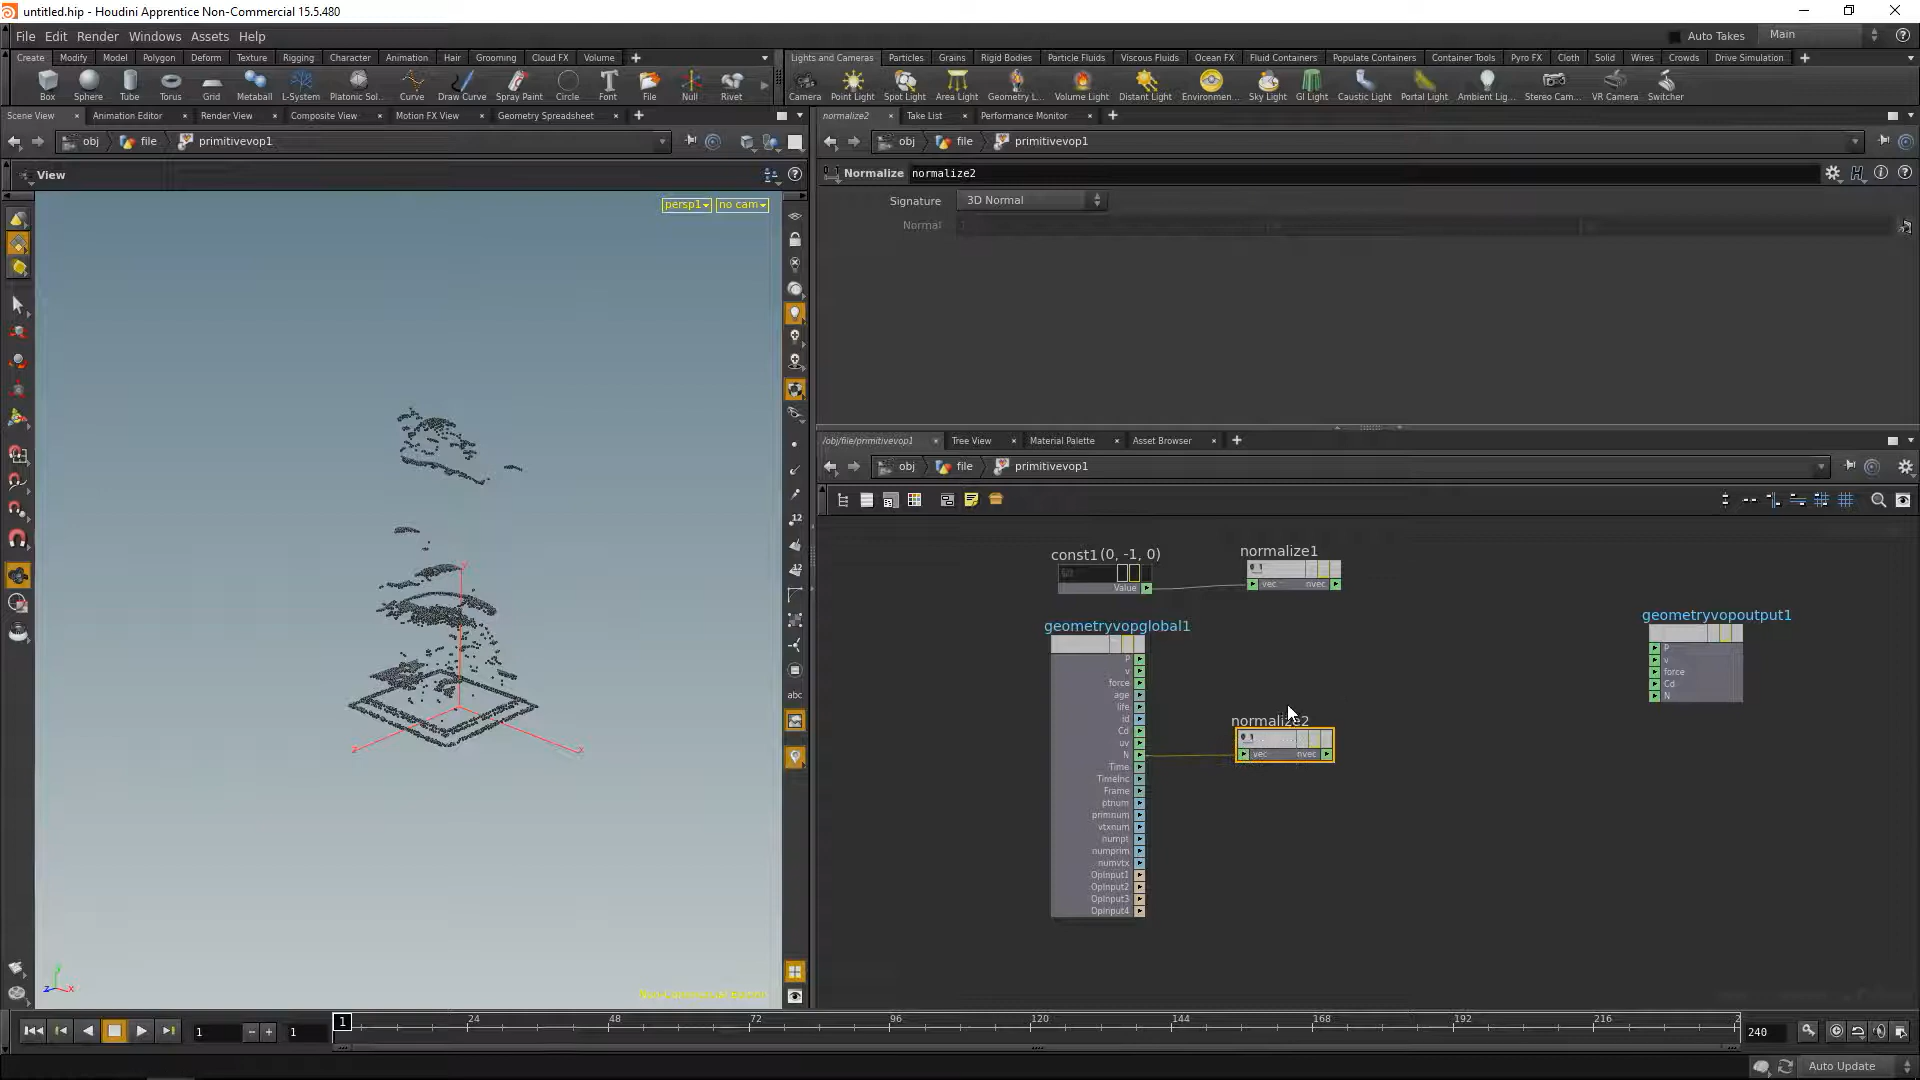 untitled.hip - Houdini Apprentice Non-Commercial 15.5.480
File Edit Render Windows Assets Help
Auto Takes Main
Create Modify Model Polygon Deform Texture Rigging Character Animation Hair Grooming Cloud FX Volume
Lights and Cameras Particles Grains Rigid Bodies Particle Fluids Viscous Fluids Ocean FX Fluid Containers Populate Containers Container Tools Pyro FX Cloth Solid Wires Crowds Drive Simulation
Box Sphere Tube Torus Grid Metaball L-System Platonic Sol... Curve Draw Curve Spray Paint Circle Font File Null Rivet
Camera Point Light Spot Light Area Light Geometry L... Volume Light Distant Light Environmen... Sky Light GI Light Caustic Light Portal Light Ambient Lig... Stereo Cam... VR Camera Switcher
Scene View Animation Editor Render View Composite View Motion FX View Geometry Spreadsheet
normalize2 Take List Performance Monitor
obj file primitivevop1
obj file primitivevop1
View
Normalize normalize2
Signature 3D Normal
Normal
persp1 no cam
/obj/file/primitivevop1 Tree View Material Palette Asset Browser
obj file primitivevop1
12
12
abc
const1 (0, -1, 0)
Value
normalize1
vec nvec
geometryvopglobal1
P
v
force
age
life
id
Cd
uv
N
Time
TimeInc
Frame
ptnum
primnum
vtxnum
numpt
numprim
numvtx
OpInput1
OpInput2
OpInput3
OpInput4
normalize2
vec nvec
geometryvopoutput1
P
v
force
Cd
N
y
z
x
z x
Non-Commercial Edition
1 1 1 24 48 72 96 120 144 168 192 216 2 240
Auto Update